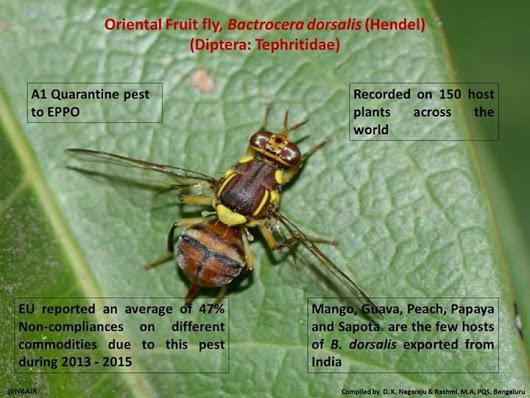 Oriental Fruit fly, Bactrocera dorsalis (Hendel)
(Diptera: Tephritidae)
A1 Quarantine pest
to EPPO
Recorded on 150 host
plants across the
world
EU reported an average of 47%
Non-compliances on different
commodities due to this pest
during 2013 - 2015
Mango, Guava, Peach, Papaya
and Sapota are the few hosts
of B. dorsalis exported from
India
@NBAIR
Compiled by D. K. Nagaraju & Rashmi. M.A, PQS, Bengaluru